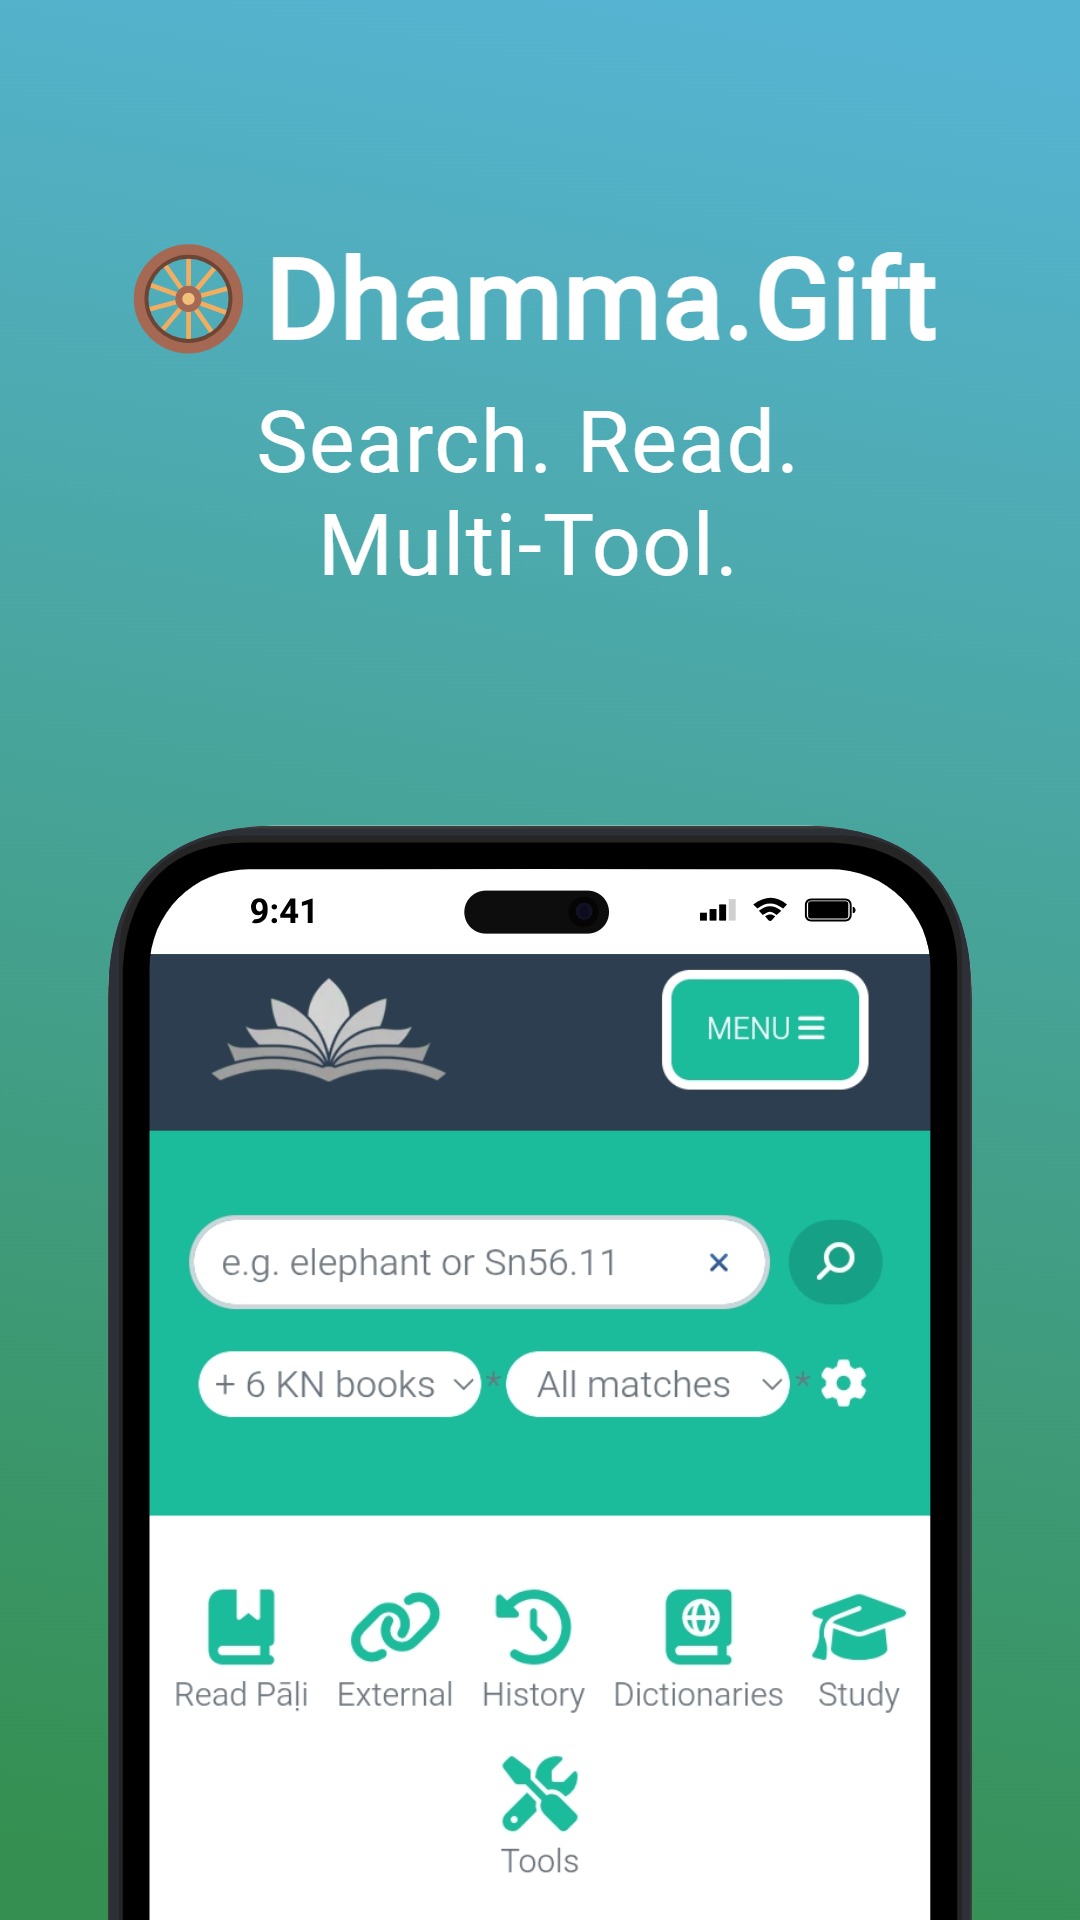 Dhamma.Gift
Search. Read.
Multi-Tool.
9:41
MENU
e.g. elephant or Sn56.11 ×
+ 6 KN books * All matches *
Read Pāḷi External History Dictionaries Study
Tools